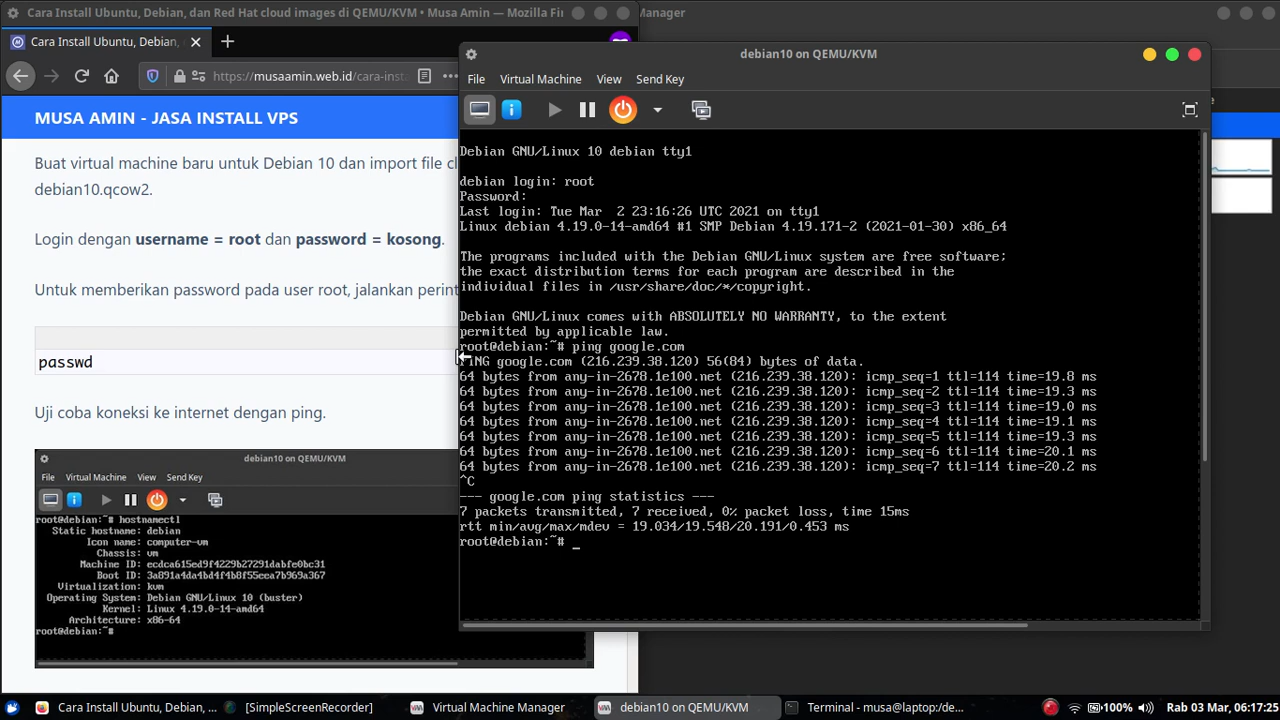 Cara Install Ubuntu, Debian, dan Red Hat cloud images di QEMU/KVM • Musa Amin — Mozilla Fir
Manager
Cara Install Ubuntu, Debian,
https://musaamin.web.id/cara-inst
MUSA AMIN - JASA INSTALL VPS
Buat virtual machine baru untuk Debian 10 dan import file cl
debian10.qcow2.
Login dengan username = root dan password = kosong.
Untuk memberikan password pada user root, jalankan perint
passwd
Uji coba koneksi ke internet dengan ping.
debian10 on QEMU/KVM
File Virtual Machine View Send Key
root@debian:~# hostnamectl
Static hostname: debian
Icon name: computer-vm
Chassis: vm
Machine ID: ecdca615ed9f4229b27291dabfe0bc31
Boot ID: 3a891a4da4bd4f4b8f55eea7b969a367
Virtualization: kvm
Operating System: Debian GNU/Linux 10 (buster)
Kernel: Linux 4.19.0-14-amd64
Architecture: x86-64
root@debian:~#
debian10 on QEMU/KVM
File Virtual Machine View Send Key
Debian GNU/Linux 10 debian tty1
debian login: root
Password:
Last login: Tue Mar  2 23:16:26 UTC 2021 on tty1
Linux debian 4.19.0-14-amd64 #1 SMP Debian 4.19.171-2 (2021-01-30) x86_64
The programs included with the Debian GNU/Linux system are free software;
the exact distribution terms for each program are described in the
individual files in /usr/share/doc/*/copyright.
Debian GNU/Linux comes with ABSOLUTELY NO WARRANTY, to the extent
permitted by applicable law.
root@debian:~# ping google.com
PING google.com (216.239.38.120) 56(84) bytes of data.
64 bytes from any-in-2678.1e100.net (216.239.38.120): icmp_seq=1 ttl=114 time=19.8 ms
64 bytes from any-in-2678.1e100.net (216.239.38.120): icmp_seq=2 ttl=114 time=19.3 ms
64 bytes from any-in-2678.1e100.net (216.239.38.120): icmp_seq=3 ttl=114 time=19.0 ms
64 bytes from any-in-2678.1e100.net (216.239.38.120): icmp_seq=4 ttl=114 time=19.1 ms
64 bytes from any-in-2678.1e100.net (216.239.38.120): icmp_seq=5 ttl=114 time=19.3 ms
64 bytes from any-in-2678.1e100.net (216.239.38.120): icmp_seq=6 ttl=114 time=20.1 ms
64 bytes from any-in-2678.1e100.net (216.239.38.120): icmp_seq=7 ttl=114 time=20.2 ms
^C
--- google.com ping statistics ---
7 packets transmitted, 7 received, 0% packet loss, time 15ms
rtt min/avg/max/mdev = 19.034/19.548/20.191/0.453 ms
root@debian:~# _
Cara Install Ubuntu, Debian, ... [SimpleScreenRecorder] Virtual Machine Manager debian10 on QEMU/KVM Terminal - musa@laptop:/de... 100% Rab 03 Mar, 06:17:25